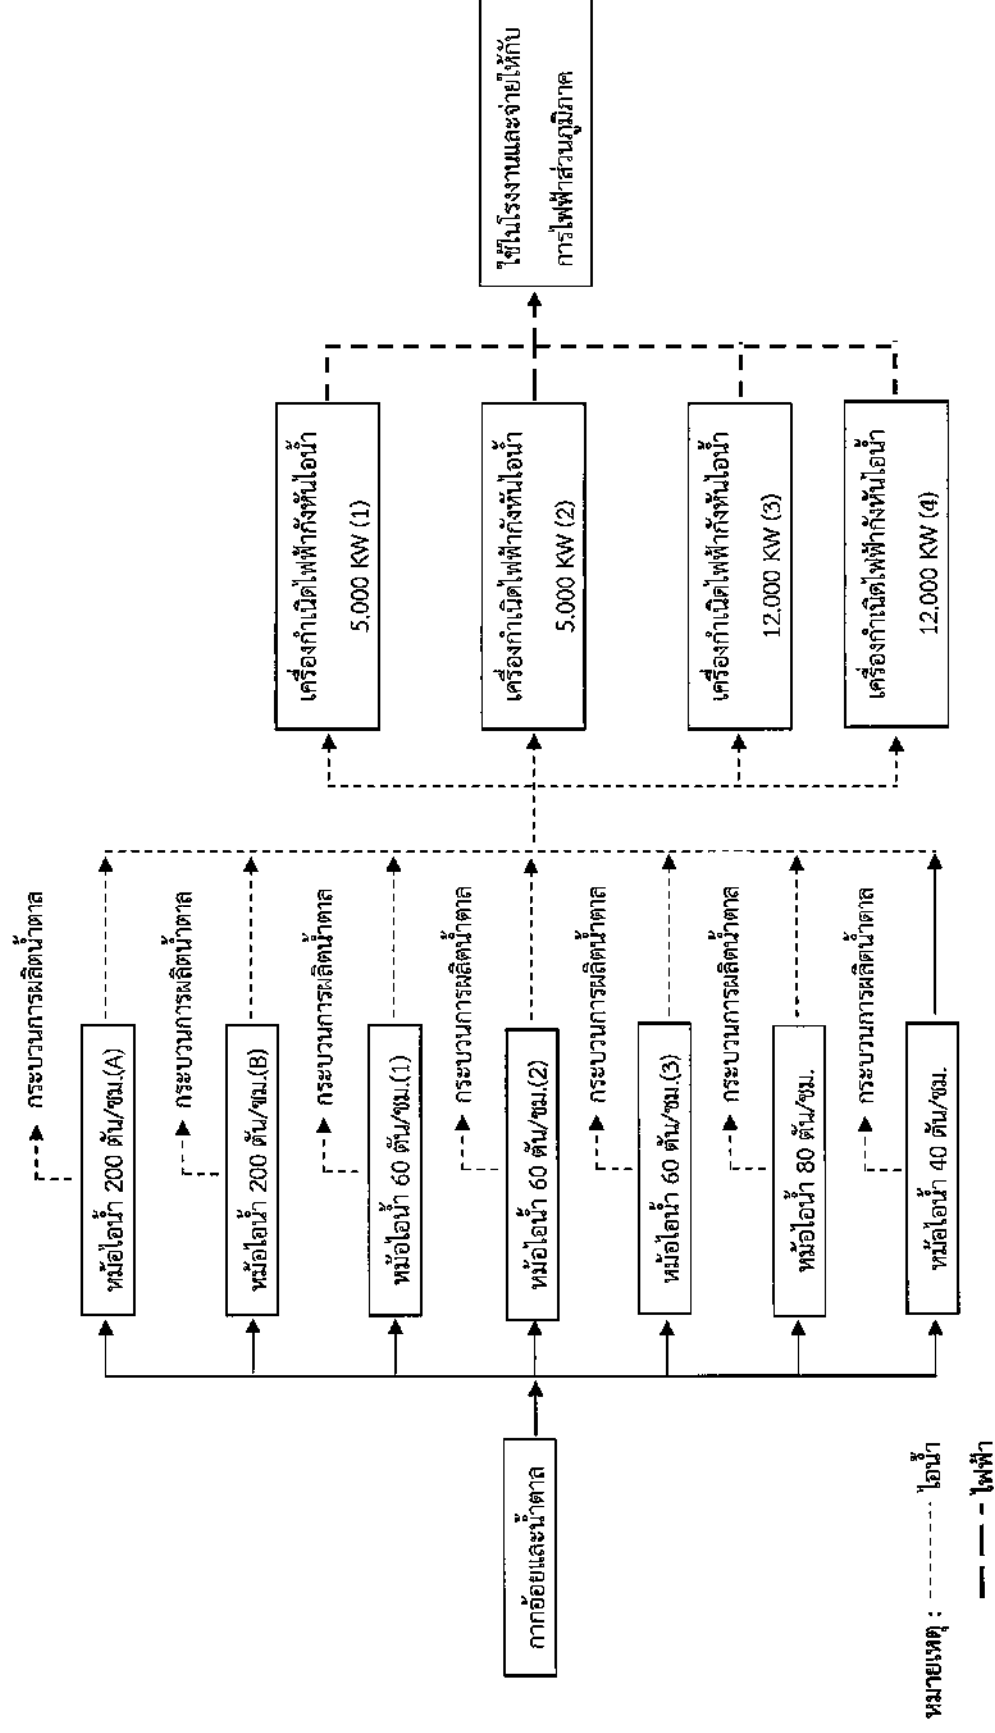 กากอ้อยและน้ำตาล
หม้อไอน้ำ 200 ตัน/ชม.(A)
กระบวนการผลิตน้ำตาล
หม้อไอน้ำ 200 ตัน/ชม.(B)
กระบวนการผลิตน้ำตาล
หม้อไอน้ำ 60 ตัน/ชม.(1)
กระบวนการผลิตน้ำตาล
หม้อไอน้ำ 60 ตัน/ชม.(2)
กระบวนการผลิตน้ำตาล
หม้อไอน้ำ 60 ตัน/ชม.(3)
กระบวนการผลิตน้ำตาล
หม้อไอน้ำ 80 ตัน/ชม.
กระบวนการผลิตน้ำตาล
หม้อไอน้ำ 40 ตัน/ชม.
กระบวนการผลิตน้ำตาล
เครื่องกำเนิดไฟฟ้ากังหันไอน้ำ
5,000 KW (1)
เครื่องกำเนิดไฟฟ้ากังหันไอน้ำ
5,000 KW (2)
เครื่องกำเนิดไฟฟ้ากังหันไอน้ำ
12,000 KW (3)
เครื่องกำเนิดไฟฟ้ากังหันไอน้ำ
12,000 KW (4)
ใช้ในโรงงานและจ่ายให้กับ
การไฟฟ้าส่วนภูมิภาค
หมายเหตุ : ไอน้ำ
ไฟฟ้า